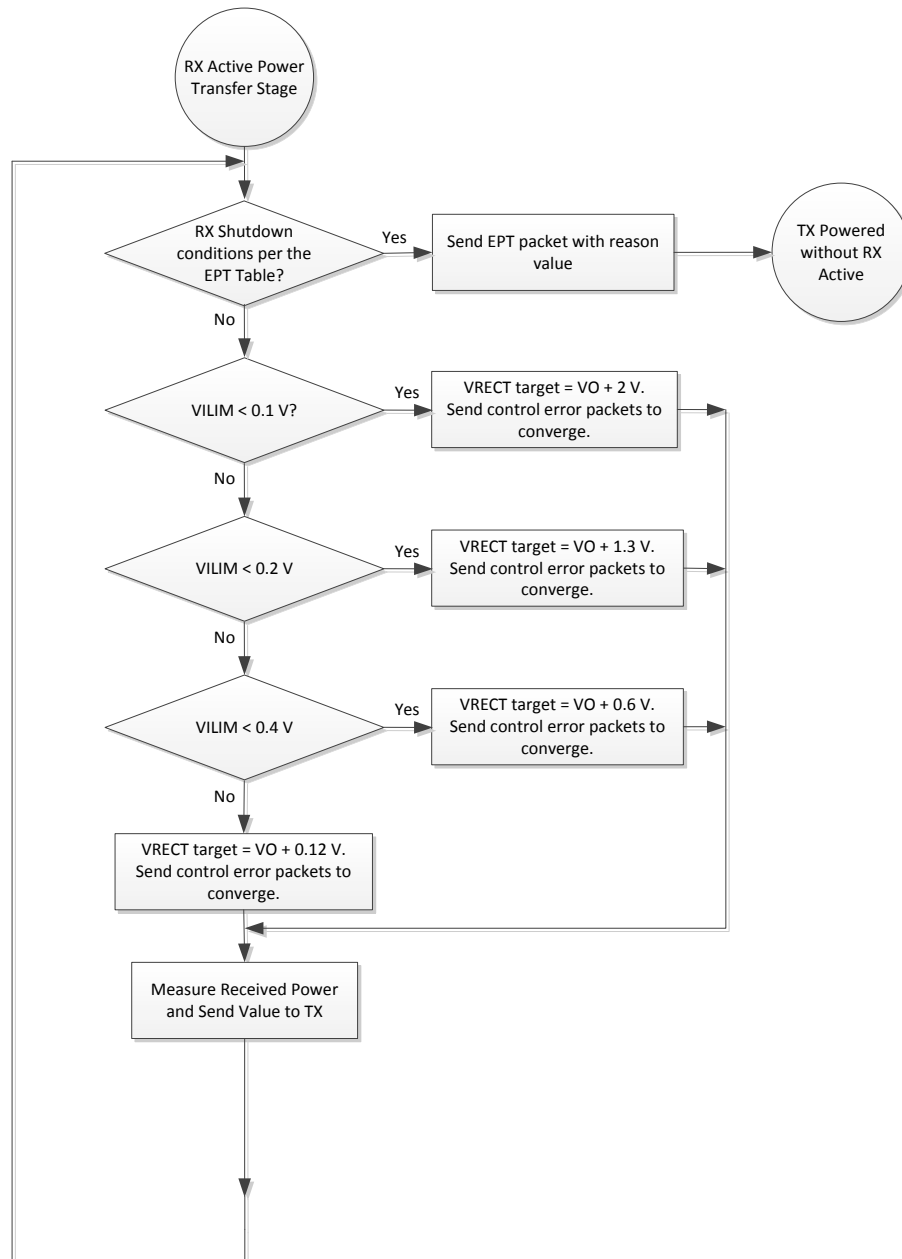 RX Active Power
Transfer Stage
RX Shutdown
conditions per the
EPT Table?
Yes
Send EPT packet with reason
value
TX Powered
without RX
Active
No
VILIM < 0.1 V?
Yes
VRECT target = VO + 2 V.
Send control error packets to
converge.
No
VILIM < 0.2 V
Yes
VRECT target = VO + 1.3 V.
Send control error packets to
converge.
No
VILIM < 0.4 V
Yes
VRECT target = VO + 0.6 V.
Send control error packets to
converge.
No
VRECT target = VO + 0.12 V.
Send control error packets to
converge.
Measure Received Power
and Send Value to TX